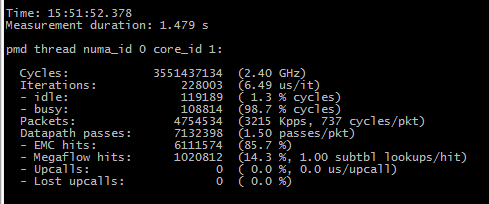 Time: 15:51:52.378
Measurement duration: 1.479 s
pmd thread numa_id 0 core_id 1:
Cycles: 3551437134 (2.40 GHz)
Iterations: 228003 (6.49 us/it)
- idle: 119189 ( 1.3 % cycles)
- busy: 108814 (98.7 % cycles)
Packets: 4754534 (3215 Kpps, 737 cycles/pkt)
Datapath passes: 7132398 (1.50 passes/pkt)
- EMC hits: 6111574 (85.7 %)
- Megaflow hits: 1020812 (14.3 %, 1.00 subtbl lookups/hit)
- Upcalls: 0 ( 0.0 %, 0.0 us/upcall)
- Lost upcalls: 0 ( 0.0 %)